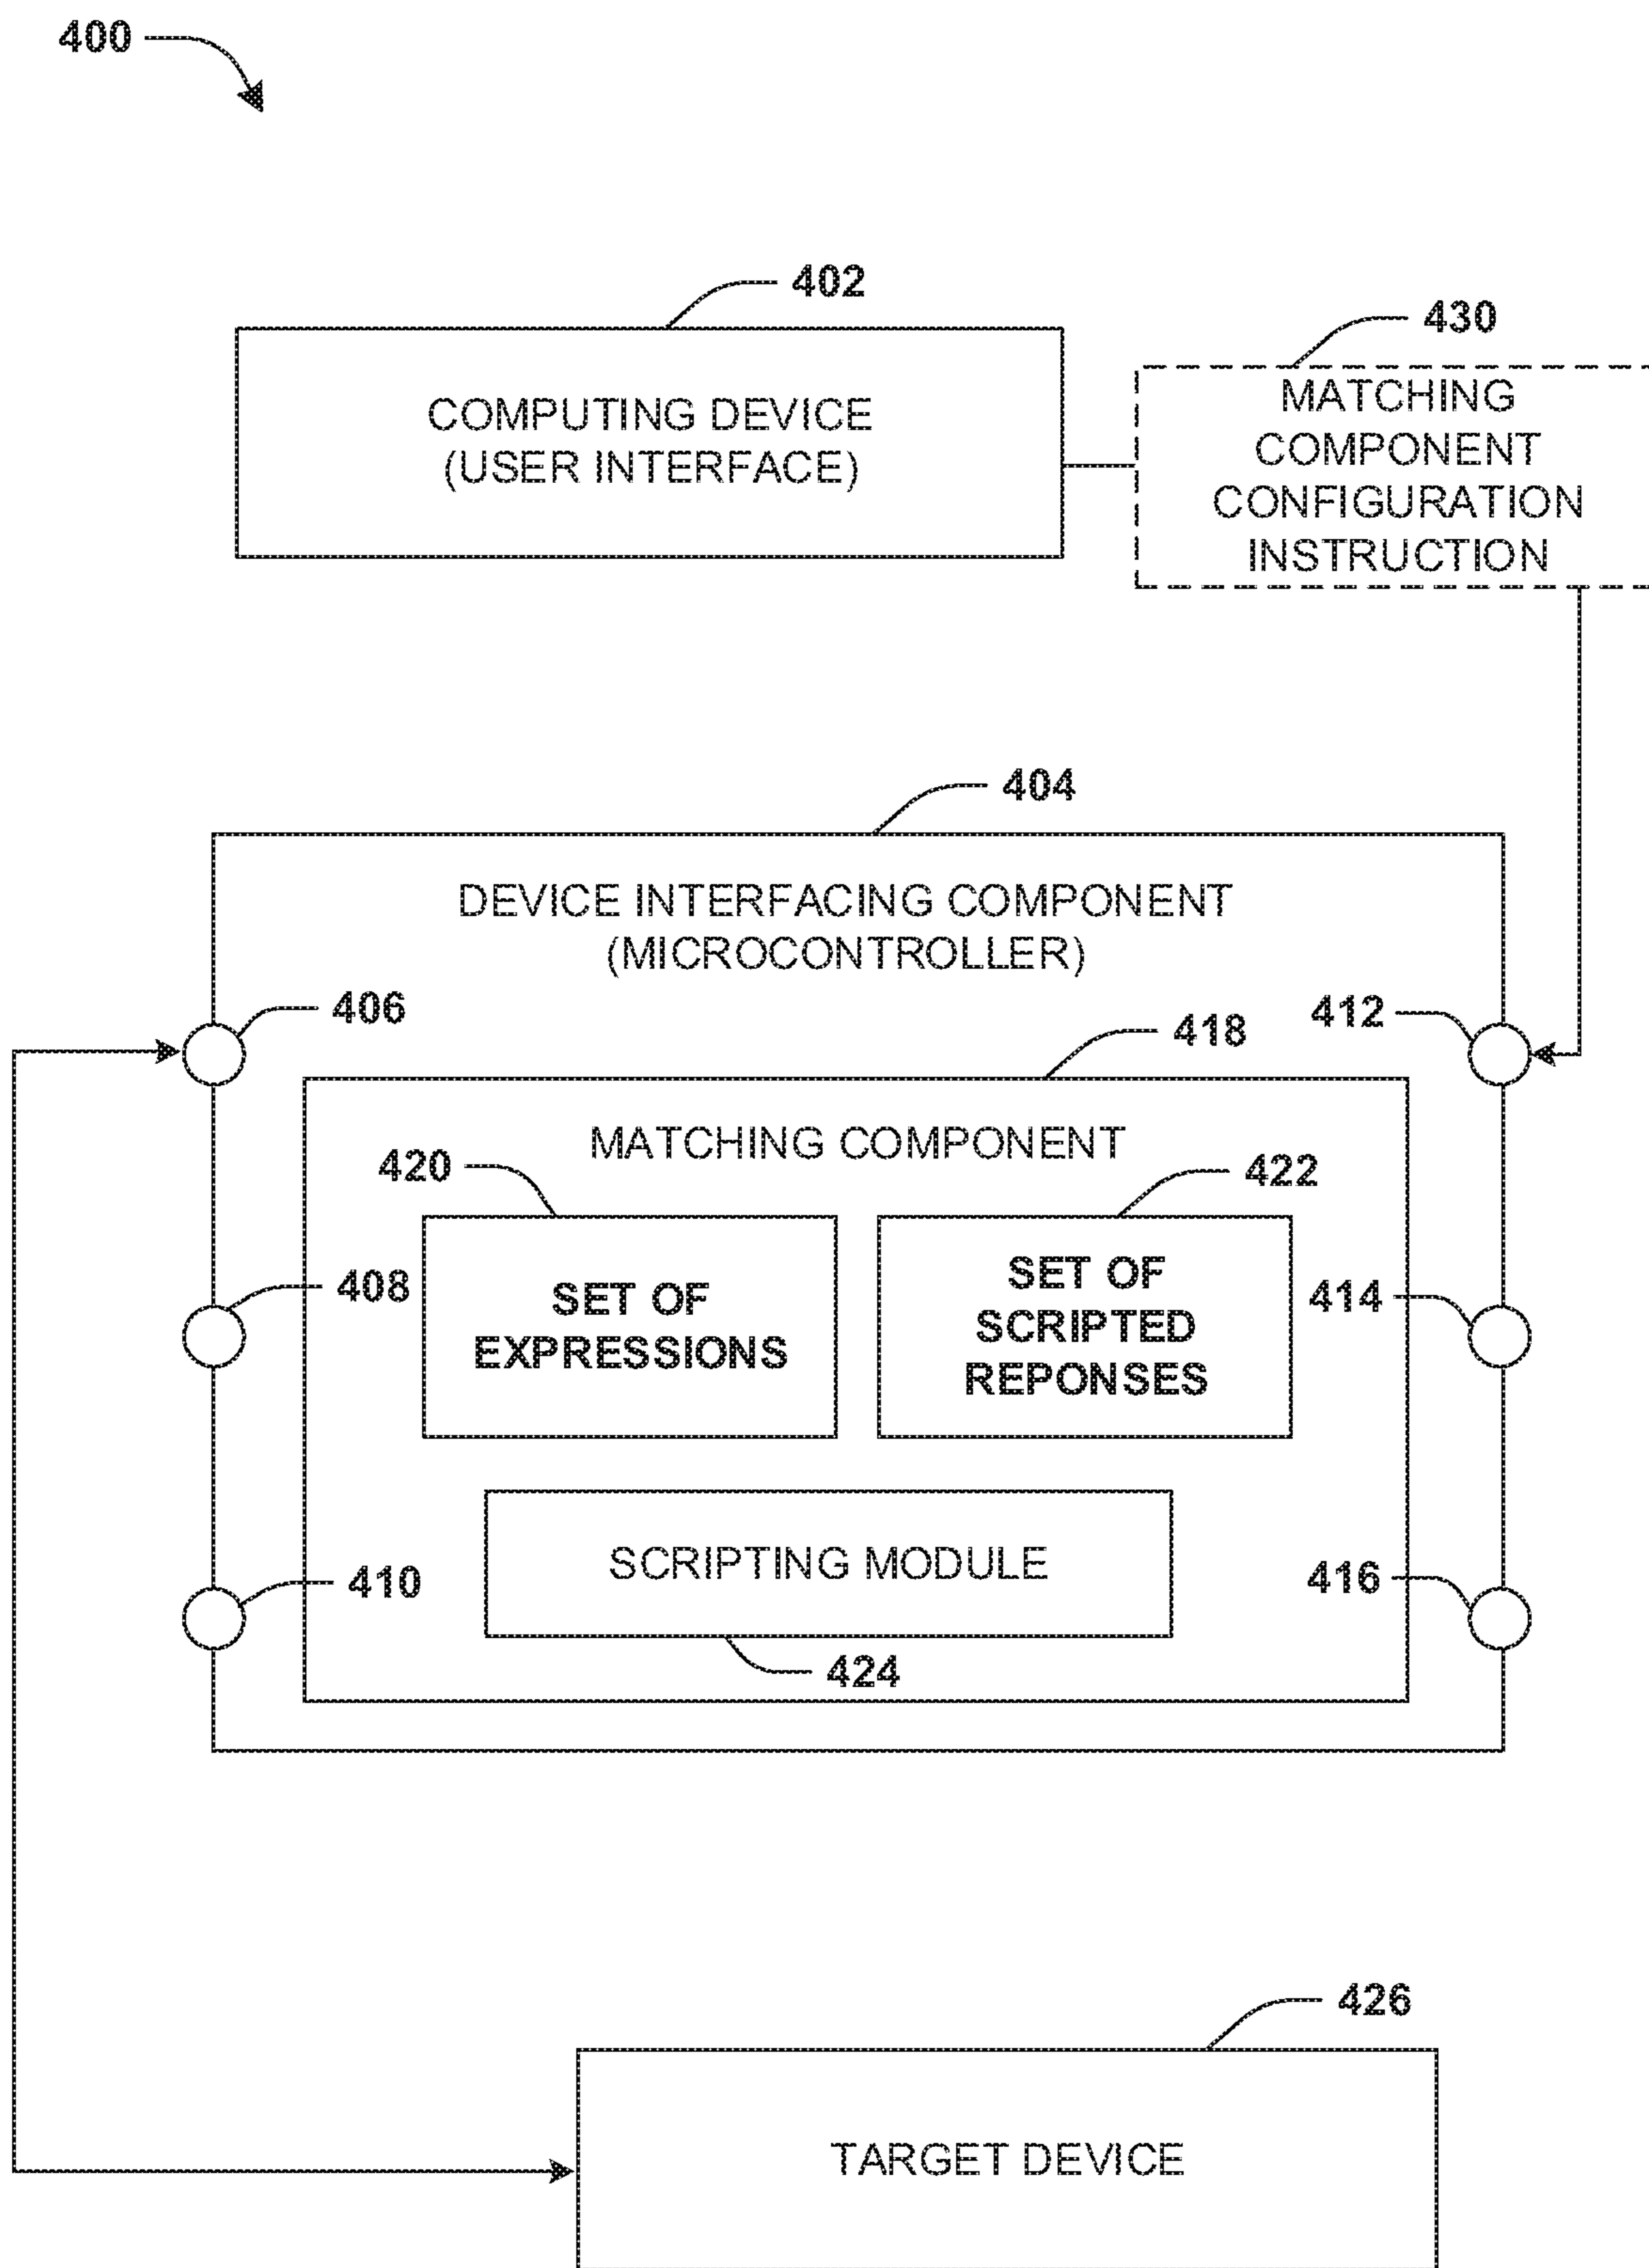 400
402
COMPUTING DEVICE
(USER INTERFACE)
430
MATCHING
COMPONENT
CONFIGURATION
INSTRUCTION
404
DEVICE INTERFACING COMPONENT
(MICROCONTROLLER)
406
412
418
MATCHING COMPONENT
420
422
SET OF
EXPRESSIONS
SET OF
SCRIPTED
REPONSES
408
414
SCRIPTING MODULE
410
416
424
426
TARGET DEVICE